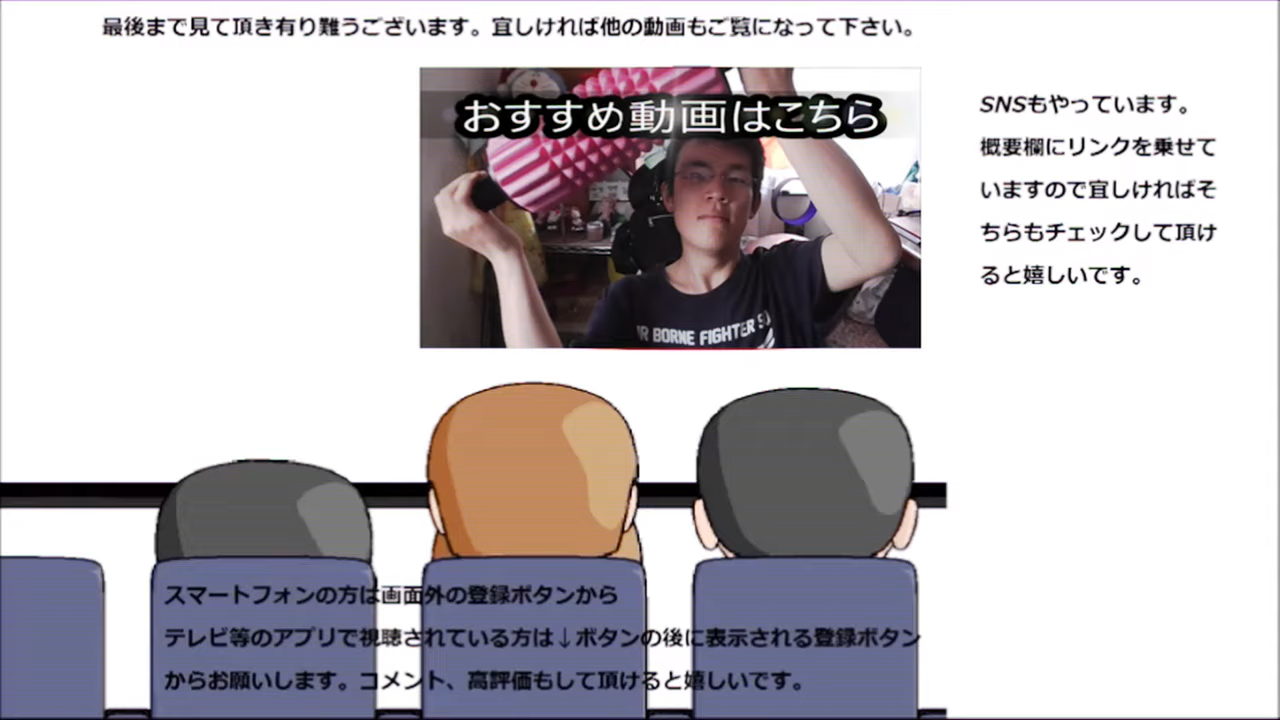 最後まで見て頂き有り難うございます。宜しければ他の動画もご覧になって下さい。
おすすめ動画はこちら
IR BORNE FIGHTER
SNSもやっています。
概要欄にリンクを乗せて
いますので宜しければそ
ちらもチェックして頂け
ると嬉しいです。
スマートフォンの方は画面外の登録ボタンから
テレビ等のアプリで視聴されている方は↓ボタンの後に表示される登録ボタン
からお願いします。コメント、高評価もして頂けると嬉しいです。